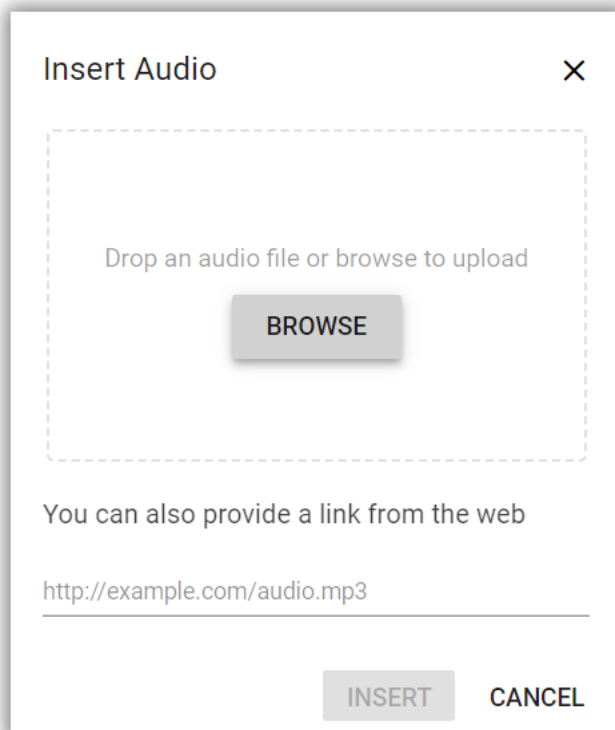 Insert Audio
Drop an audio file or browse to upload
BROWSE
You can also provide a link from the web
http://example.com/audio.mp3
INSERT CANCEL